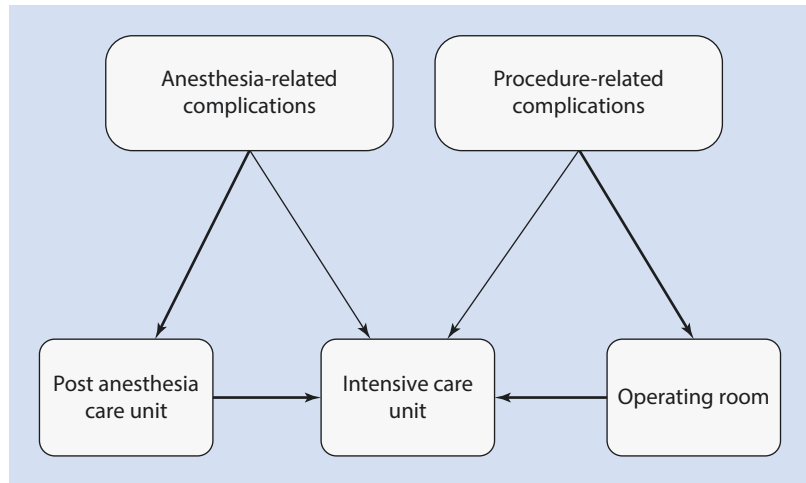 Anesthesia-related
complications
Procedure-related
complications
Post anesthesia
care unit
Intensive care
unit
Operating room